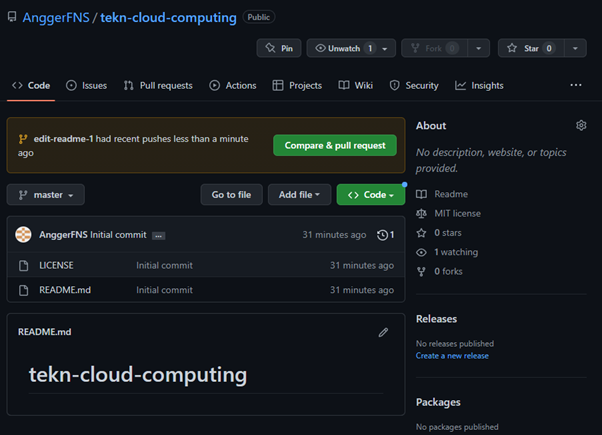 AnggerFNS / tekn-cloud-computing Public
Pin Unwatch 1 Fork 0 Star 0
Code Issues Pull requests Actions Projects Wiki Security Insights ...
edit-readme-1 had recent pushes less than a minute
ago
Compare & pull request
master Go to file Add file Code
AnggerFNS Initial commit ... 31 minutes ago 1
LICENSE Initial commit 31 minutes ago
README.md Initial commit 31 minutes ago
README.md
tekn-cloud-computing
About
No description, website, or topics
provided.
Readme
MIT license
0 stars
1 watching
0 forks
Releases
No releases published
Create a new release
Packages
No packages published